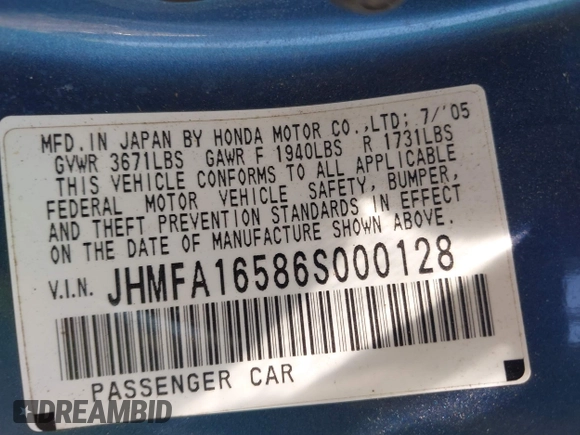 MFD. IN JAPAN BY HONDA MOTOR CO., LTD; 7/'05
GVWR 3671LBS GAWR F 1940LBS R 1731LBS
THIS VEHICLE CONFORMS TO ALL APPLICABLE
FEDERAL MOTOR VEHICLE SAFETY, BUMPER,
AND THEFT PREVENTION STANDARDS IN EFFECT
ON THE DATE OF MANUFACTURE SHOWN ABOVE.
V.I.N. JHMFA16586S000128
PASSENGER CAR
DREAMBID